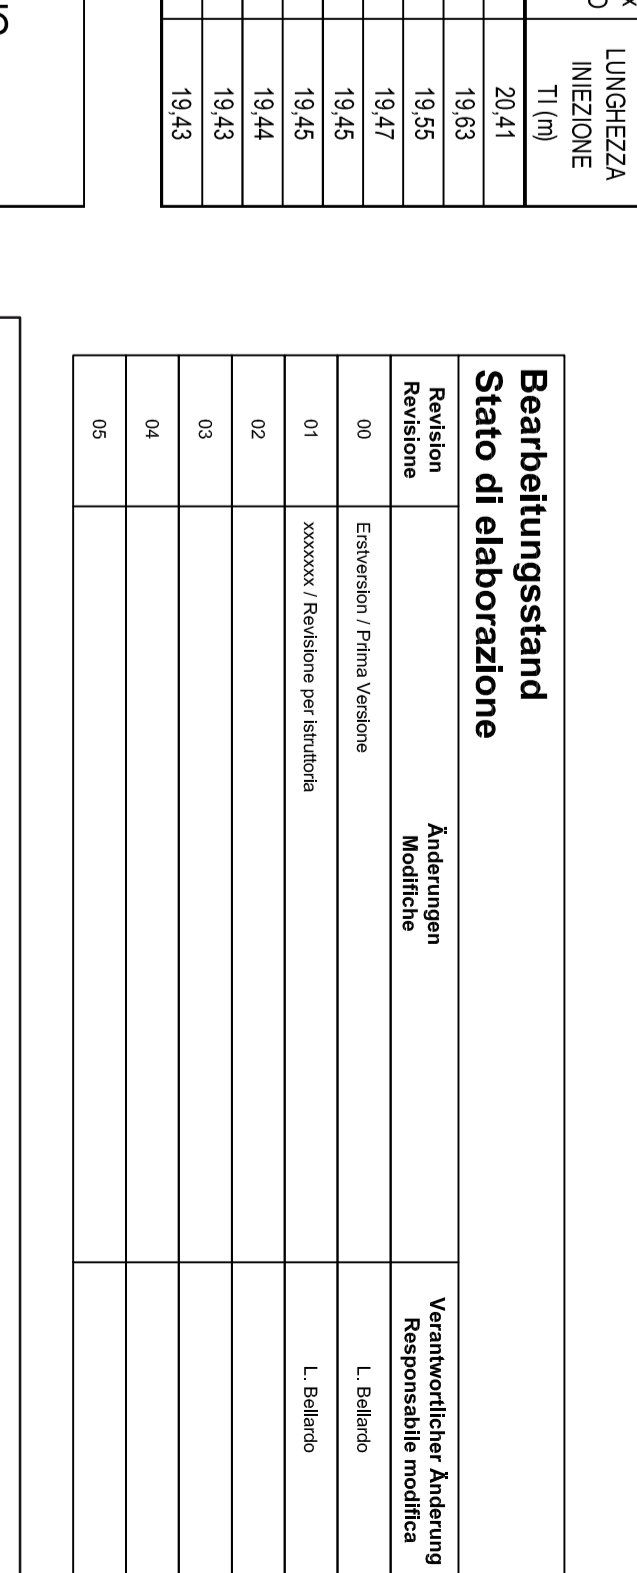 LUNGHEZZA
INIEZIONE
TI (m)
20,41
19,63
19,55
19,47
19,45
19,45
19,44
19,43
19,43
Bearbeitungsstand
Stato di elaborazione
Revision
Revisione
Änderungen
Modifiche
Verantwortlicher Änderung
Responsabile modifica
00 Erstversion / Prima Versione L. Bellardo
01 xxxxxxx / Revisione per istruttoria L. Bellardo
02
03
04
05